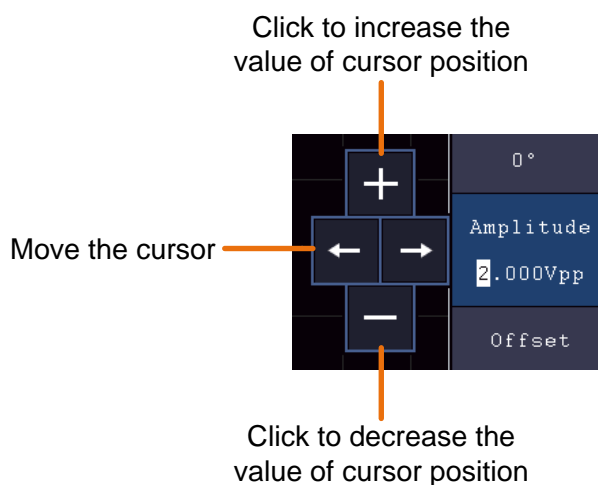 Click to increase the
value of cursor position
0°
Amplitude
Move the cursor
2.000Vpp
Offset
Click to decrease the
value of cursor position